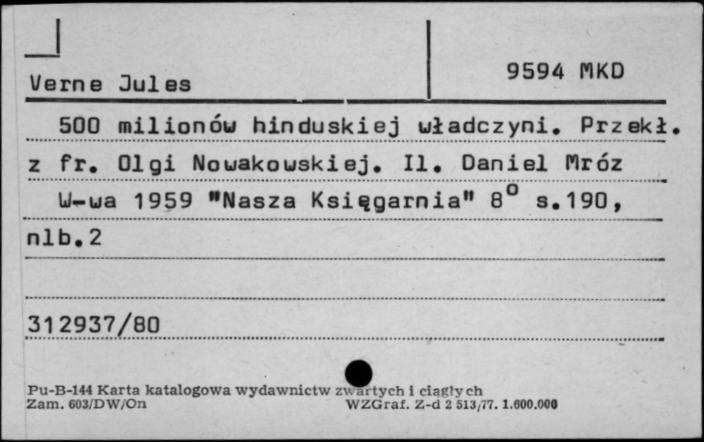 9594 MKD
Verne Jules
500 milionów hinduskiej władczyni. Przekł.
z fr. Olgi Nowakowskiej. Il. Daniel Mróz
W-wa 1959 "Nasza Księgarnia" 8° s.190,
nlb.2
312937/80
Pu-B-144 Karta katalogowa wydawnictw zwartych i ciągłych
Zam. 603/DW/On WZGraf. Z-d 2 513/77. 1.600.000